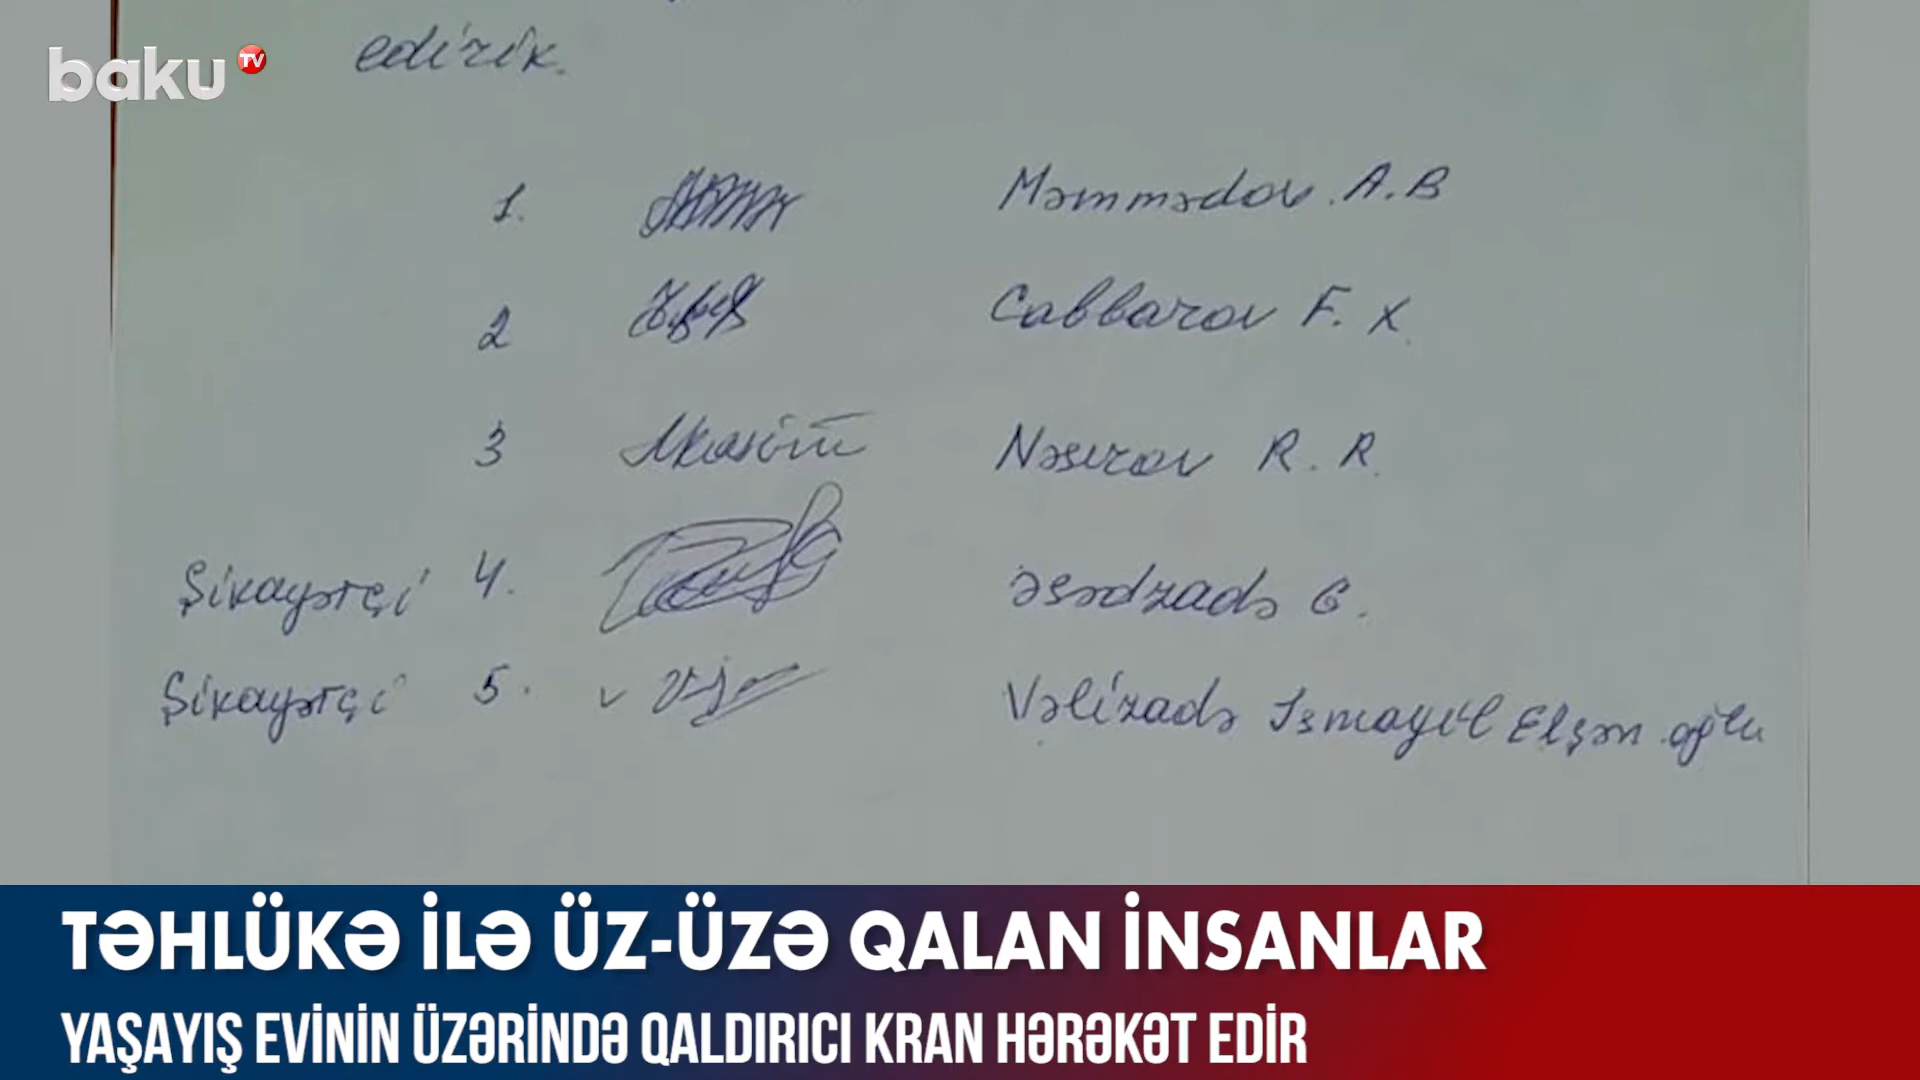 baku TV
edirik.
1. Məmmədov. A. B
2 Cabbarov F. X.
3 Nəsirov R. R.
Şikayətçi 4. Əsədzadə G.
Şikayətçi 5. Vəlizadə İsmayıl Elşən oğlu
TƏHLÜKƏ İLƏ ÜZ-ÜZƏ QALAN İNSANLAR
YAŞAYIŞ EVİNİN ÜZƏRİNDƏ QALDIRICI KRAN HƏRƏKƏT EDİR